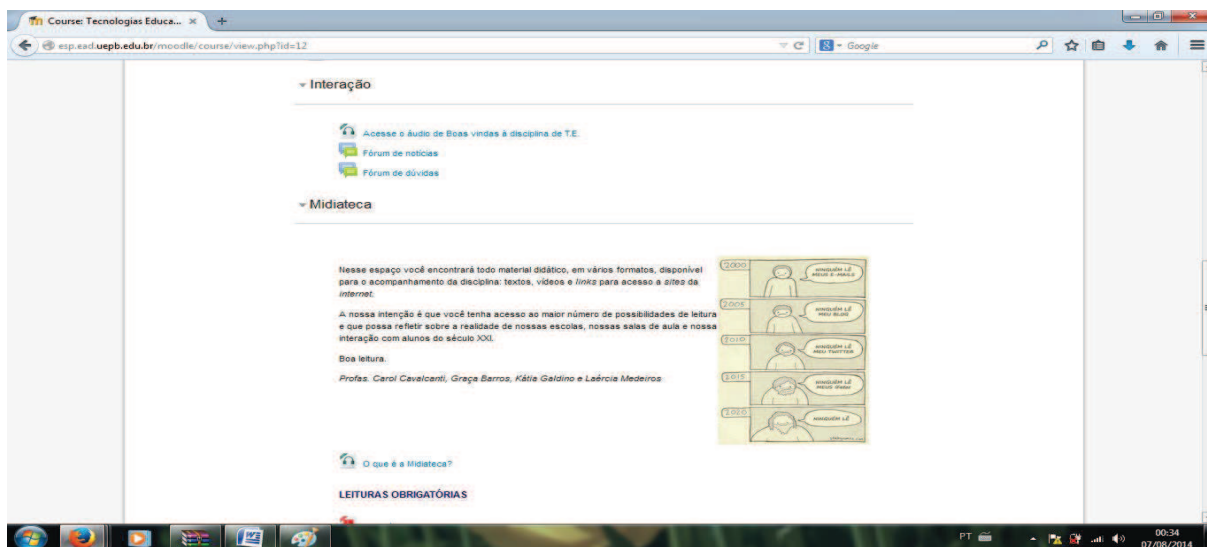 Course: Tecnologias Educa...
esp.ead.uepb.edu.br/moodle/course/view.php?id=12
Google
Interação
Acesse o áudio de Boas vindas à disciplina de T.E.
Fórum de notícias
Fórum de dúvidas
Midiateca
Nesse espaço você encontrará todo material didático, em vários formatos, disponível
para o acompanhamento da disciplina: textos, vídeos e links para acesso a sites da
internet.
A nossa intenção é que você tenha acesso ao maior número de possibilidades de leitura
e que possa refletir sobre a realidade de nossas escolas, nossas salas de aula e nossa
interação com alunos do século XXI.
Boa leitura.
Profas. Carol Cavalcanti, Graça Barros, Kátia Galdino e Laércia Medeiros
2000
NINGUÉM LÊ
MEUS E-MAILS
2005
NINGUÉM LÊ
MEU BLOG
2010
NINGUÉM LÊ
MEU TWITTER
2015
NINGUÉM LÊ
MEUS
2020
NINGUÉM LÊ
O que é a Midiateca?
LEITURAS OBRIGATÓRIAS
PT
00:34
07/08/2014